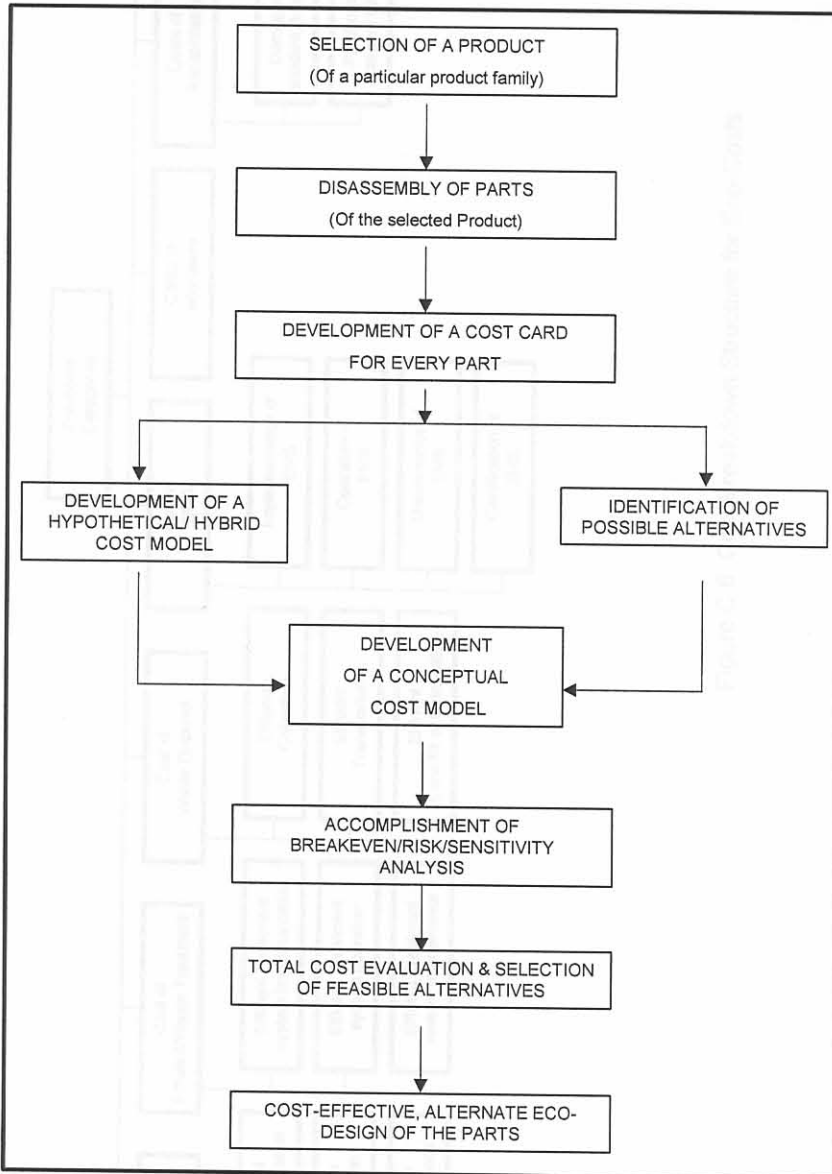 SELECTION OF A PRODUCT
(Of a particular product family)
DISASSEMBLY OF PARTS
(Of the selected Product)
DEVELOPMENT OF A COST CARD
FOR EVERY PART
DEVELOPMENT OF A
HYPOTHETICAL/ HYBRID
COST MODEL
IDENTIFICATION OF
POSSIBLE ALTERNATIVES
DEVELOPMENT
OF A CONCEPTUAL
COST MODEL
ACCOMPLISHMENT OF
BREAKEVEN/RISK/SENSITIVITY
ANALYSIS
TOTAL COST EVALUATION & SELECTION
OF FEASIBLE ALTERNATIVES
COST-EFFECTIVE, ALTERNATE ECO-
DESIGN OF THE PARTS